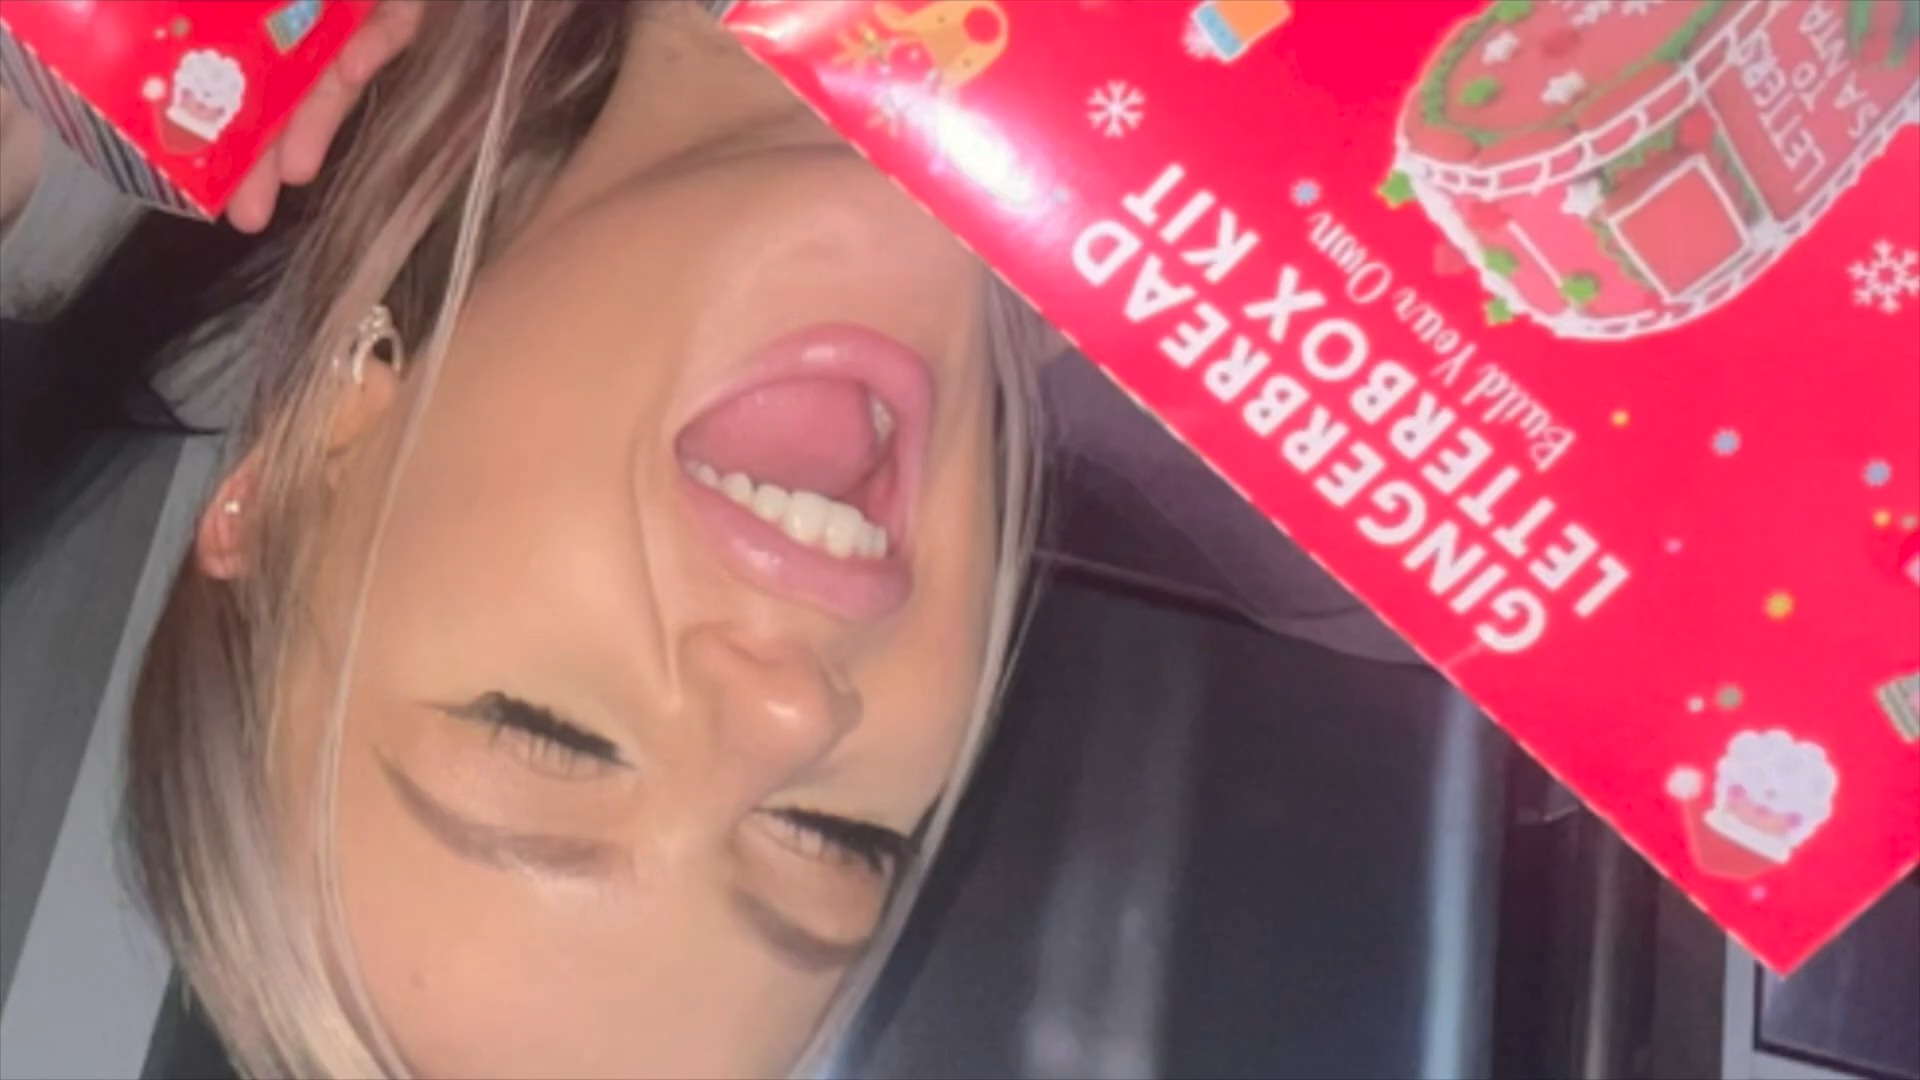 Build Your Own
GINGERBREAD
LETTERBOX KIT
LETTERS
TO
SANTA